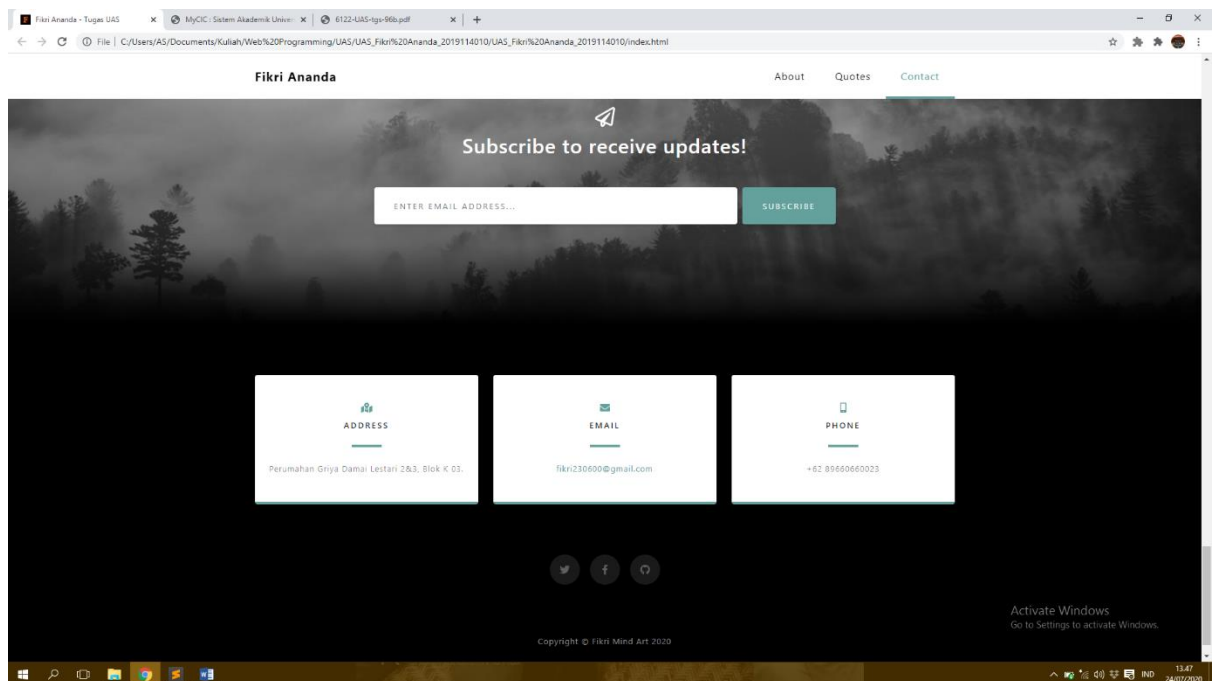 Fikri Ananda - Tugas UAS
MyCIC : Sistem Akademik Univer
6122-UAS-tgs-96b.pdf
File | C:/Users/AS/Documents/Kuliah/Web%20Programming/UAS/UAS_Fikri%20Ananda_2019114010/UAS_Fikri%20Ananda_2019114010/index.html
Fikri Ananda
About Quotes Contact
Subscribe to receive updates!
ENTER EMAIL ADDRESS...
SUBSCRIBE
ADDRESS
Perumahan Griya Damai Lestari 2&3, Blok K 03.
EMAIL
fikri230600@gmail.com
PHONE
+62 89660660023
Copyright © Fikri Mind Art 2020
Activate Windows
Go to Settings to activate Windows.
IND
13.47
24/07/2020